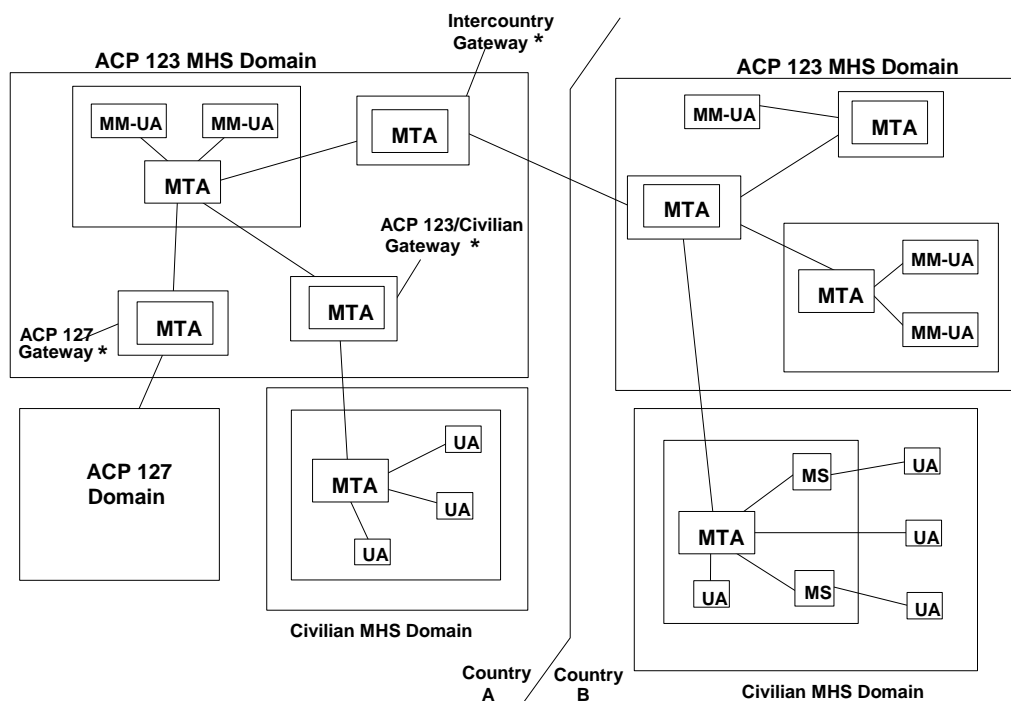 Intercountry
Gateway *
ACP 123 MHS Domain
MM-UA
MM-UA
MTA
MTA
ACP 123/Civilian
Gateway *
MTA
MTA
ACP 127
Gateway *
ACP 127
Domain
MTA
UA
UA
UA
Civilian MHS Domain
Country
A
Country
B
ACP 123 MHS Domain
MM-UA
MTA
MTA
MTA
MM-UA
MM-UA
MS
UA
MTA
UA
UA
MS
UA
Civilian MHS Domain